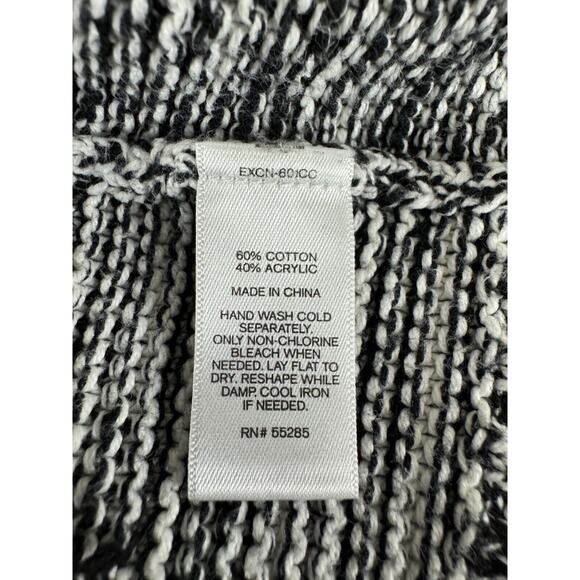 EXCN-601CC
60% COTTON
40% ACRYLIC
MADE IN CHINA
HAND WASH COLD
SEPARATELY.
ONLY NON-CHLORINE
BLEACH WHEN
NEEDED. LAY FLAT TO
DRY. RESHAPE WHILE
DAMP. COOL IRON
IF NEEDED.
RN# 55285